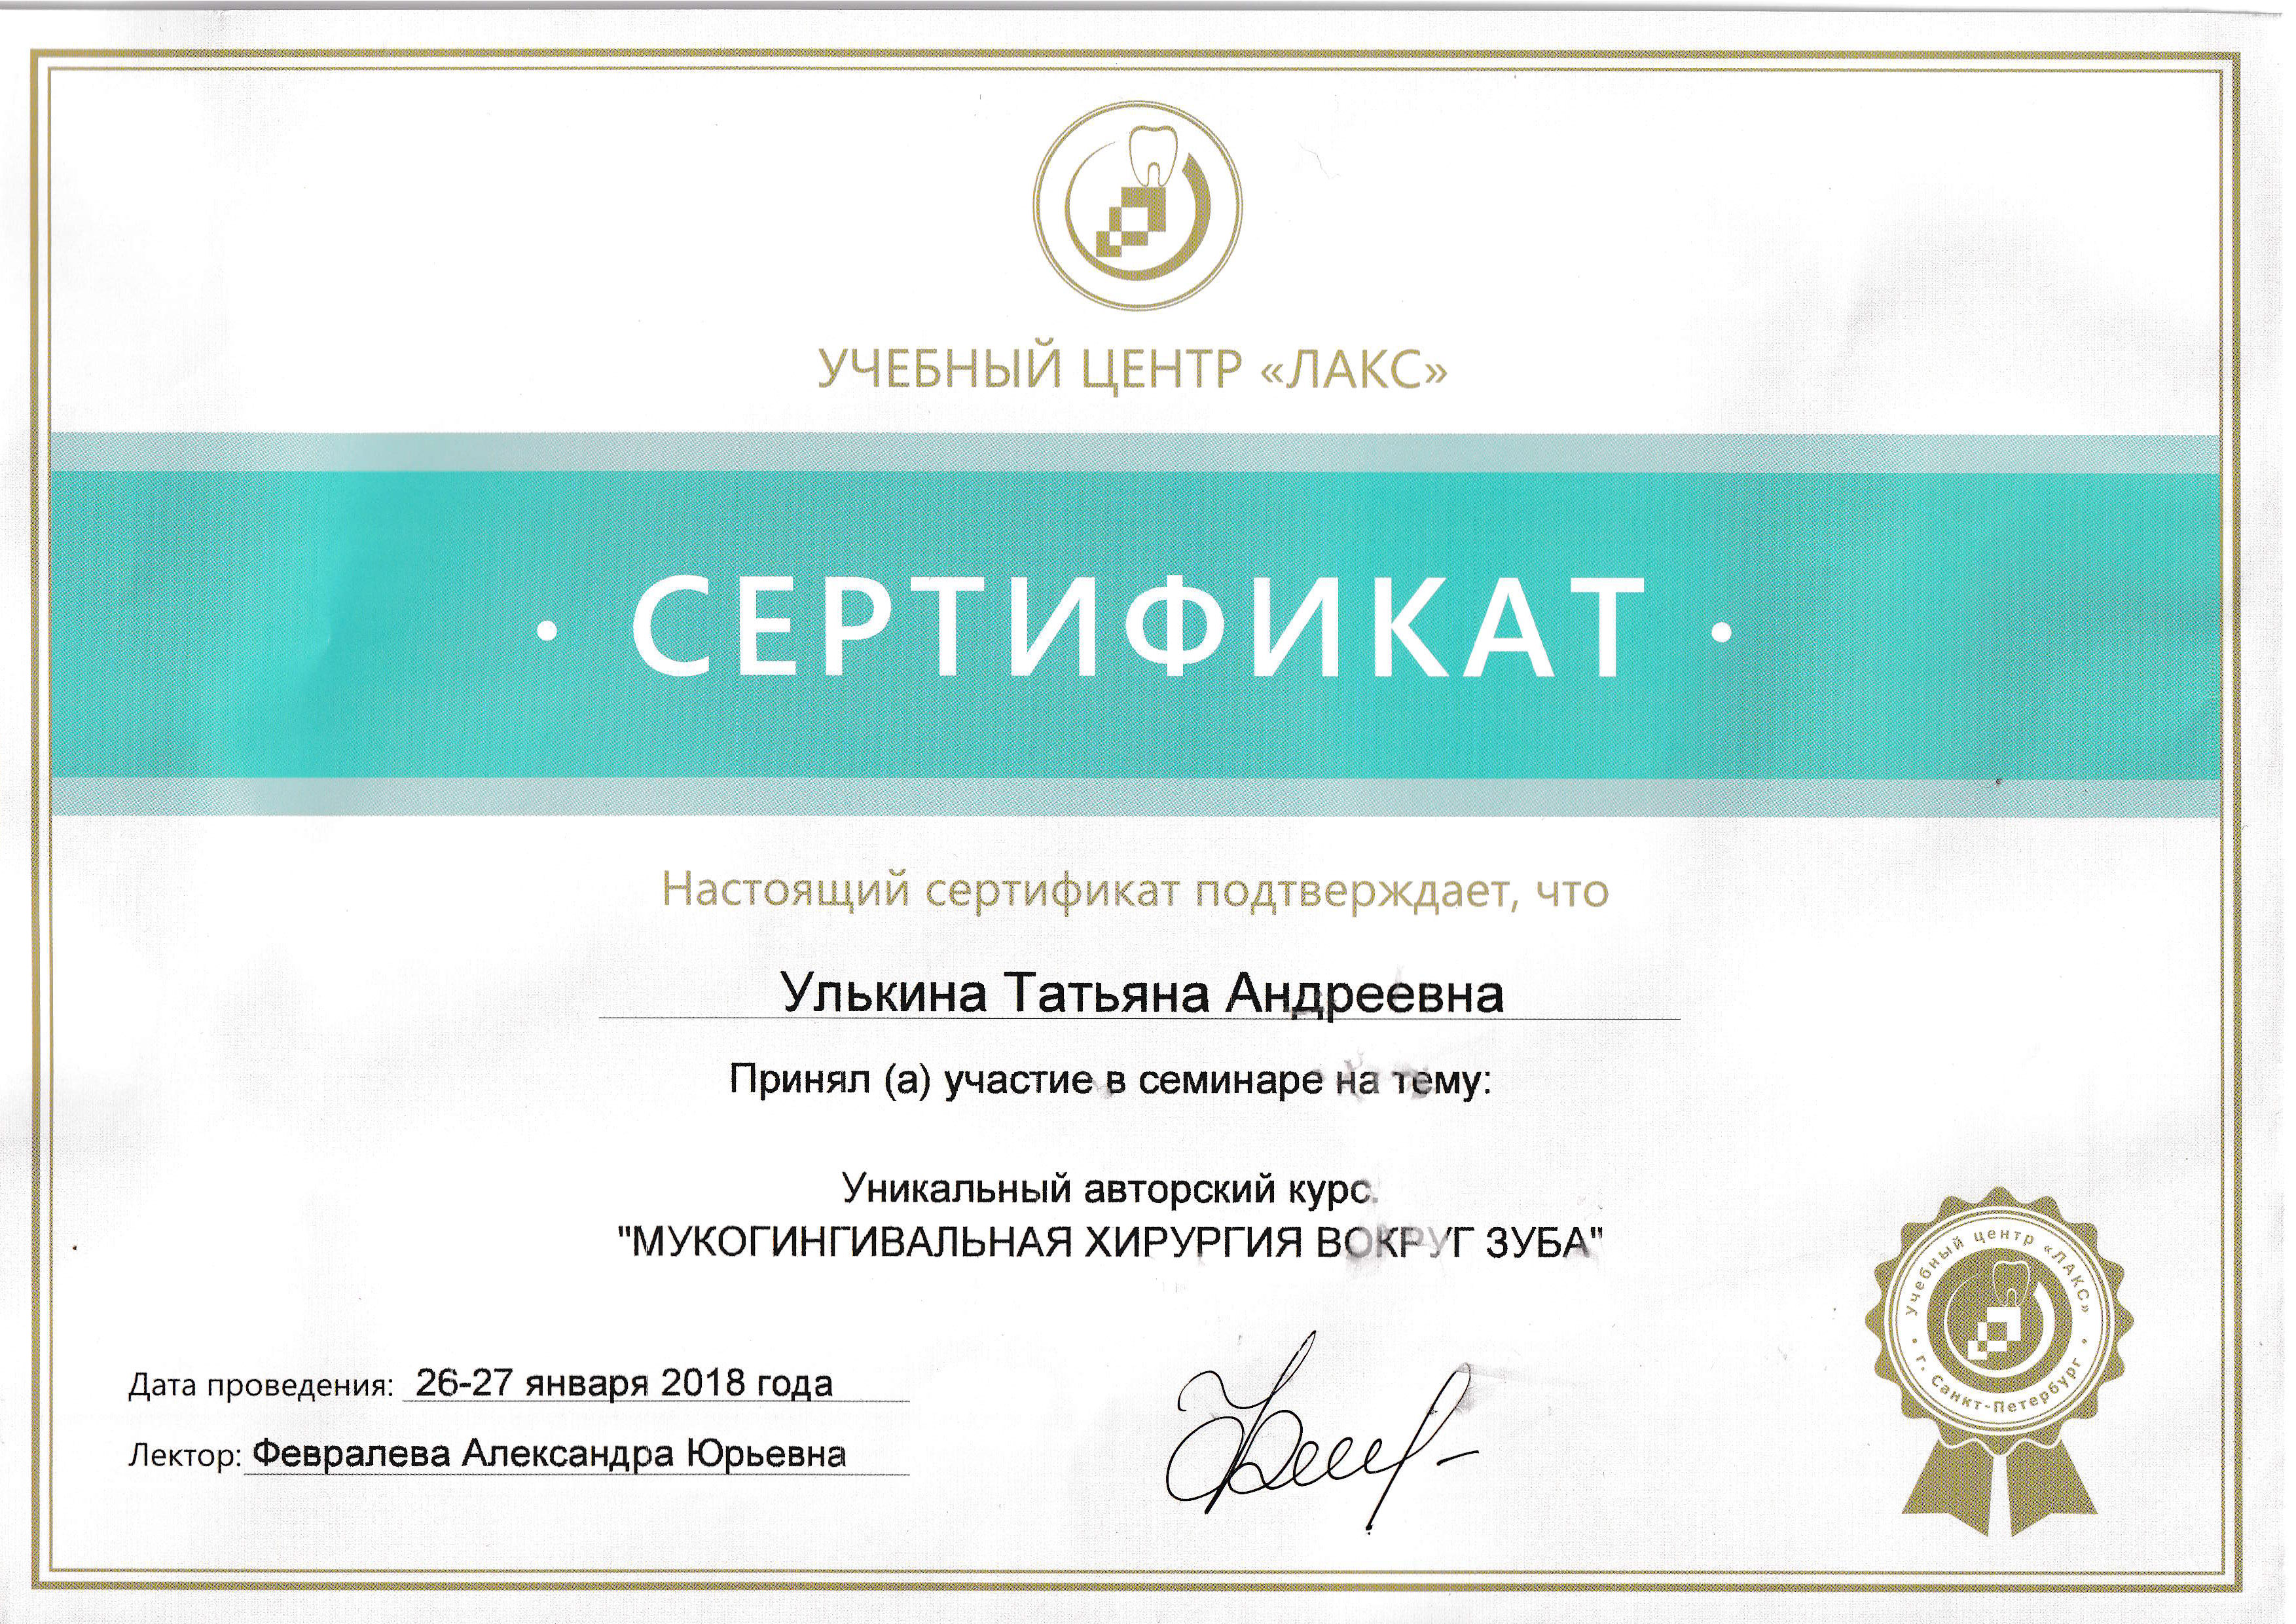 УЧЕБНЫЙ ЦЕНТР «ЛАКС»
• СЕРТИФИКАТ •
Настоящий сертификат подтверждает, что
Улькина Татьяна Андреевна
Принял (а) участие в семинаре на тему:
Уникальный авторский курс.
"МУКОГИНГИВАЛЬНАЯ ХИРУРГИЯ ВОКРУГ ЗУБА"
Дата проведения: 26-27 января 2018 года
Лектор: Февралева Александра Юрьевна
Учебный центр «ЛАКС»
• г. Санкт-Петербург •